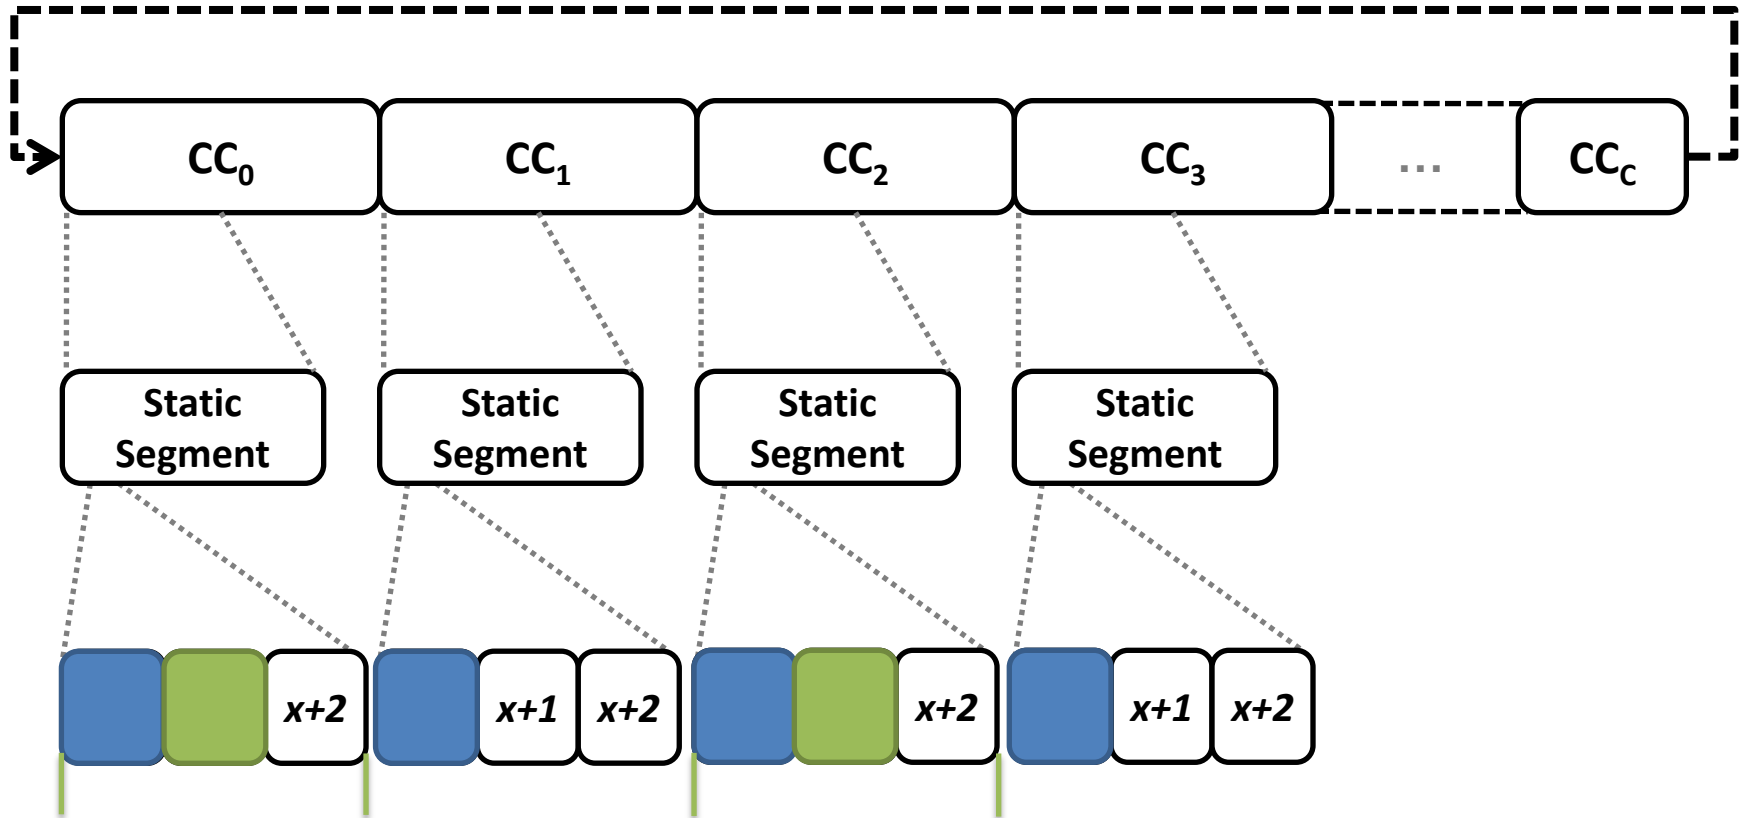 CC0 CC1 CC2 CC3 ... CCC
Static Static Static Static
Segment Segment Segment Segment
x+2 x+1 x+2 x+2 x+1 x+2